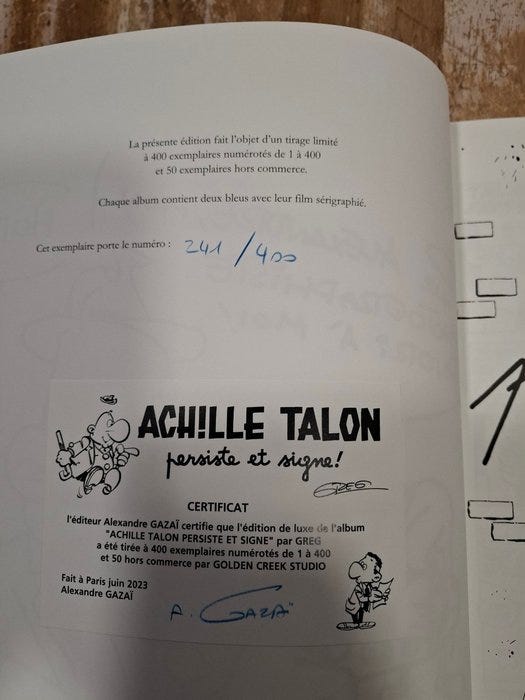 La présente édition fait l'objet d'un tirage limité
à 400 exemplaires numérotés de 1 à 400
et 50 exemplaires hors commerce.
Chaque album contient deux bleus avec leur film sérigraphié.
Cet exemplaire porte le numéro : 241/400
ACH!LLE TALON
persiste et signe!
GREG
CERTIFICAT
l'éditeur Alexandre GAZAÏ certifie que l'édition de luxe de l'album
"ACHILLE TALON PERSISTE ET SIGNE" par GREG
a été tirée à 400 exemplaires numérotés de 1 à 400
et 50 hors commerce par GOLDEN CREEK STUDIO
Fait à Paris juin 2023
Alexandre GAZAÏ
A. GAZAÏ